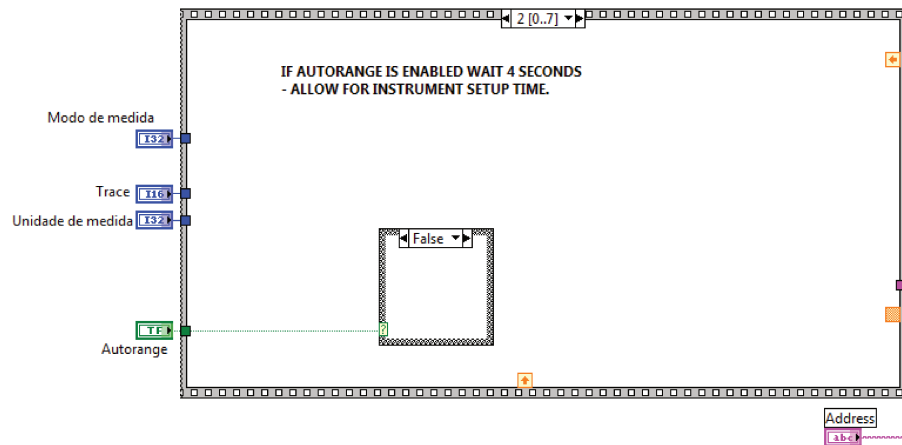 2 [0..7]
IF AUTORANGE IS ENABLED WAIT 4 SECONDS
- ALLOW FOR INSTRUMENT SETUP TIME.
Modo de medida
I32
Trace
I16
Unidade de medida
I32
False
?
TF
Autorange
Address
abc